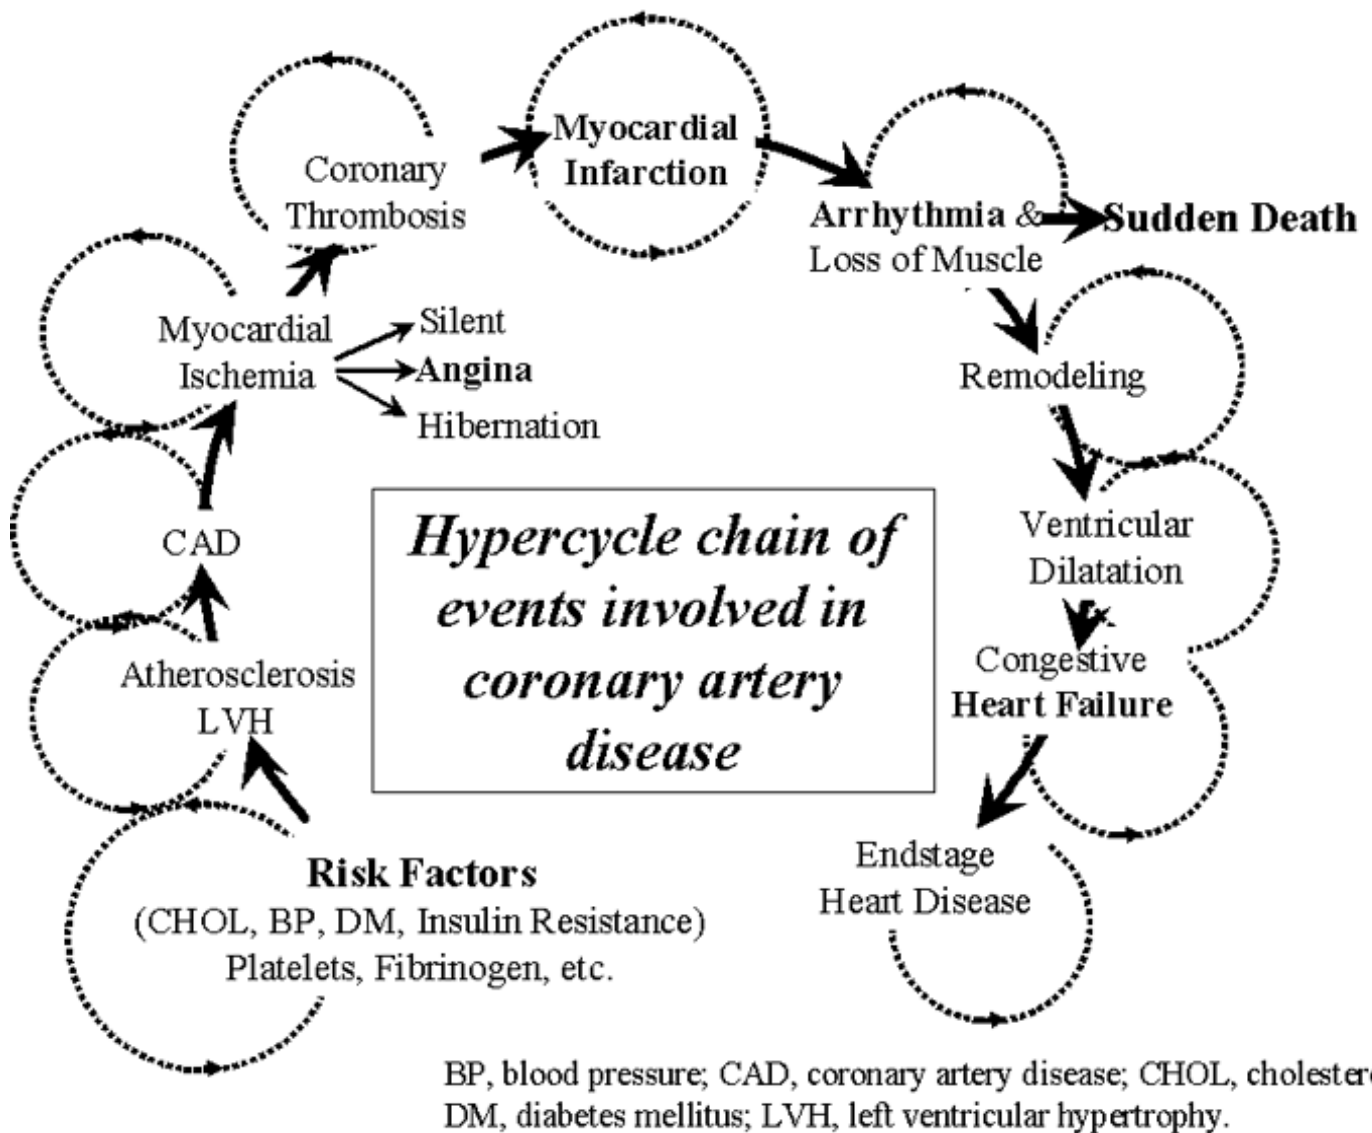 Myocardial
Infarction
Coronary
Thrombosis
Arrhythmia &
Loss of Muscle
Sudden Death
Myocardial
Ischemia
Silent
Angina
Hibernation
Remodeling
CAD
Hypercycle chain of
events involved in
coronary artery
disease
Ventricular
Dilatation
Atherosclerosis
LVH
Congestive
Heart Failure
Risk Factors
(CHOL, BP, DM, Insulin Resistance)
Platelets, Fibrinogen, etc.
Endstage
Heart Disease
BP, blood pressure; CAD, coronary artery disease; CHOL,
DM, diabetes mellitus; LVH, left ventricular hypertrophy.